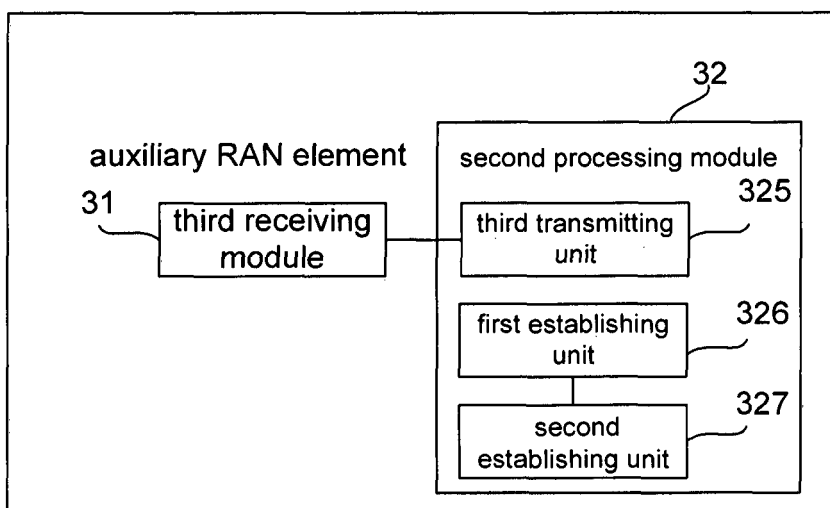 32
auxiliary RAN element
second processing module
31
third receiving
module
third transmitting
unit
325
first establishing
unit
326
second
establishing unit
327